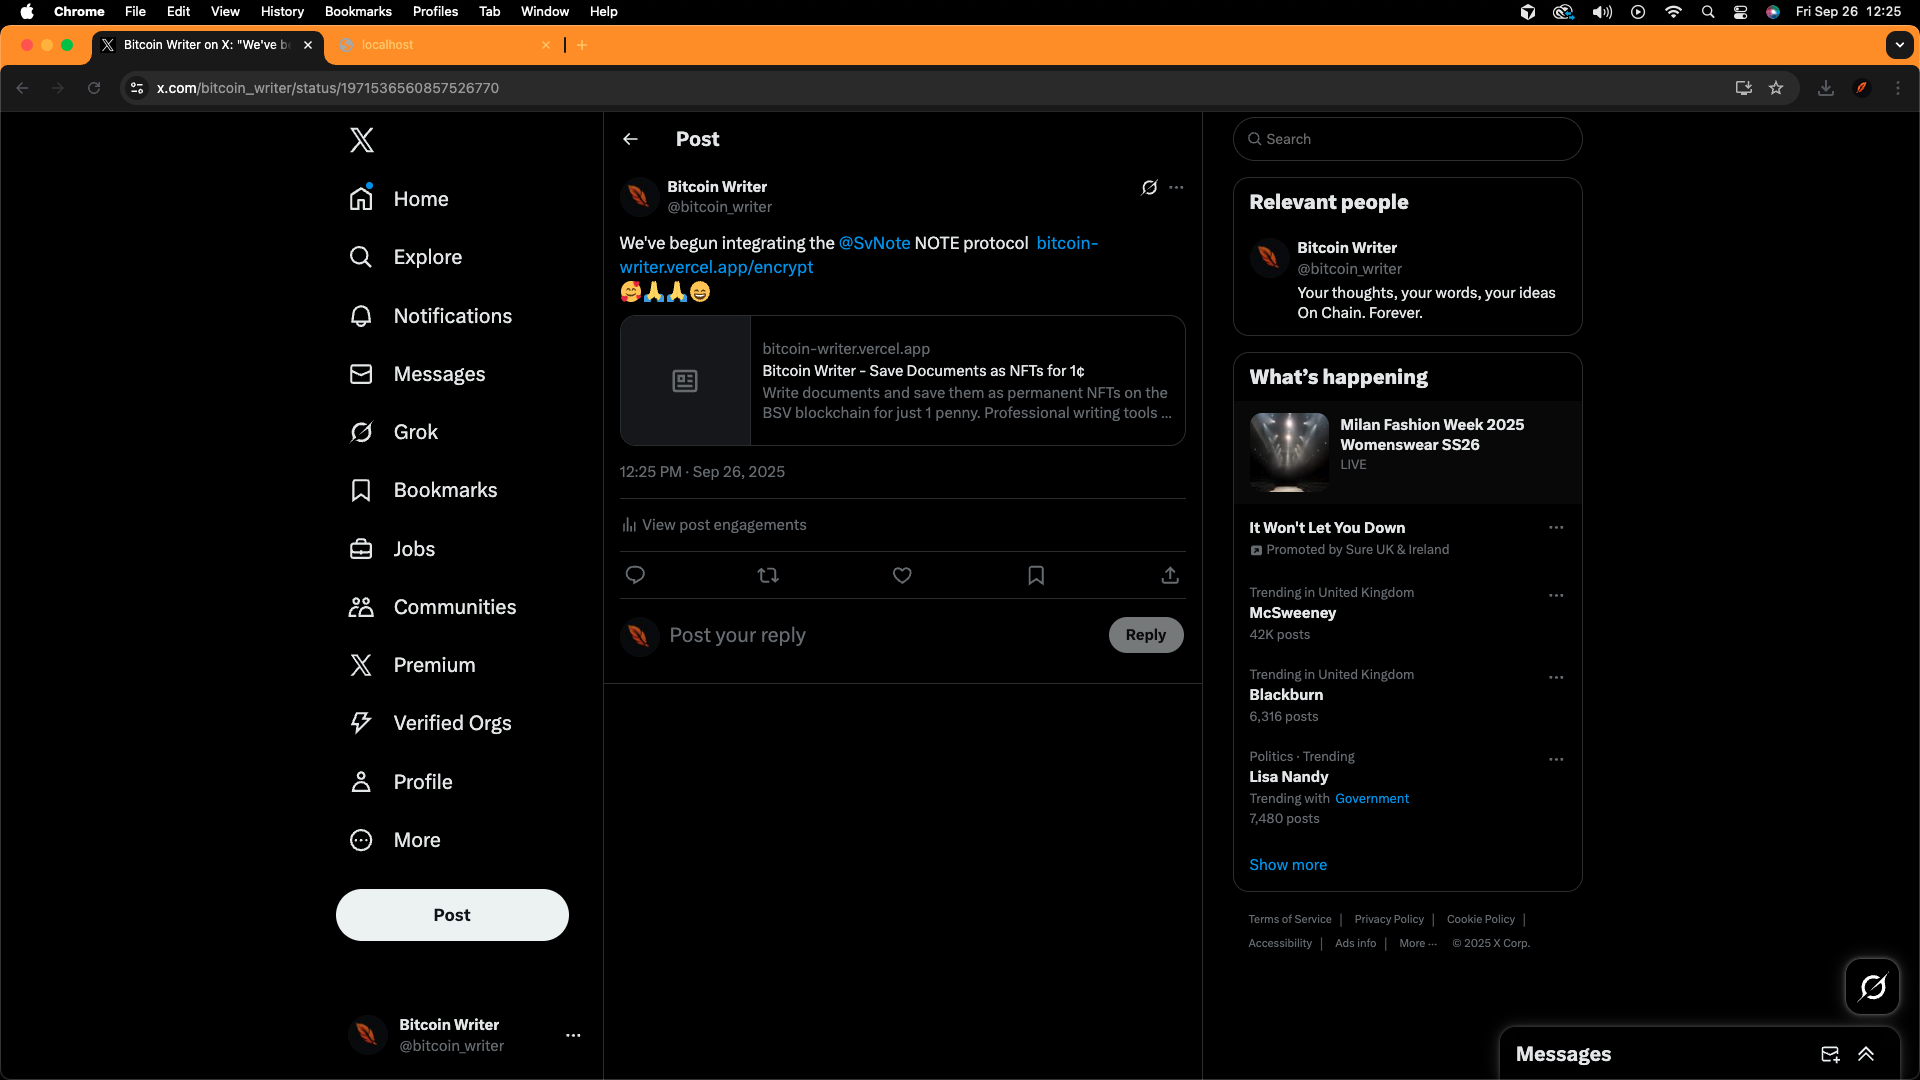 Chrome File Edit View History Bookmarks Profiles Tab Window Help Fri Sep 26 12:25
Bitcoin Writer on X: "We've b
localhost
x.com/bitcoin_writer/status/1971536560857526770
Home
Explore
Notifications
Messages
Grok
Bookmarks
Jobs
Communities
Premium
Verified Orgs
Profile
More
Post
Bitcoin Writer
@bitcoin_writer
Post
Bitcoin Writer
@bitcoin_writer
We've begun integrating the @SvNote NOTE protocol bitcoin-
writer.vercel.app/encrypt
🥰🙏🙏😁
bitcoin-writer.vercel.app
Bitcoin Writer - Save Documents as NFTs for 1¢
Write documents and save them as permanent NFTs on the
BSV blockchain for just 1 penny. Professional writing tools ...
12:25 PM · Sep 26, 2025
View post engagements
Post your reply
Reply
Search
Relevant people
Bitcoin Writer
@bitcoin_writer
Your thoughts, your words, your ideas
On Chain. Forever.
What's happening
Milan Fashion Week 2025
Womenswear SS26
LIVE
It Won't Let You Down
Promoted by Sure UK & Ireland
Trending in United Kingdom
McSweeney
42K posts
Trending in United Kingdom
Blackburn
6,316 posts
Politics · Trending
Lisa Nandy
Trending with Government
7,480 posts
Show more
Terms of Service | Privacy Policy | Cookie Policy |
Accessibility | Ads info | More ··· © 2025 X Corp.
Messages